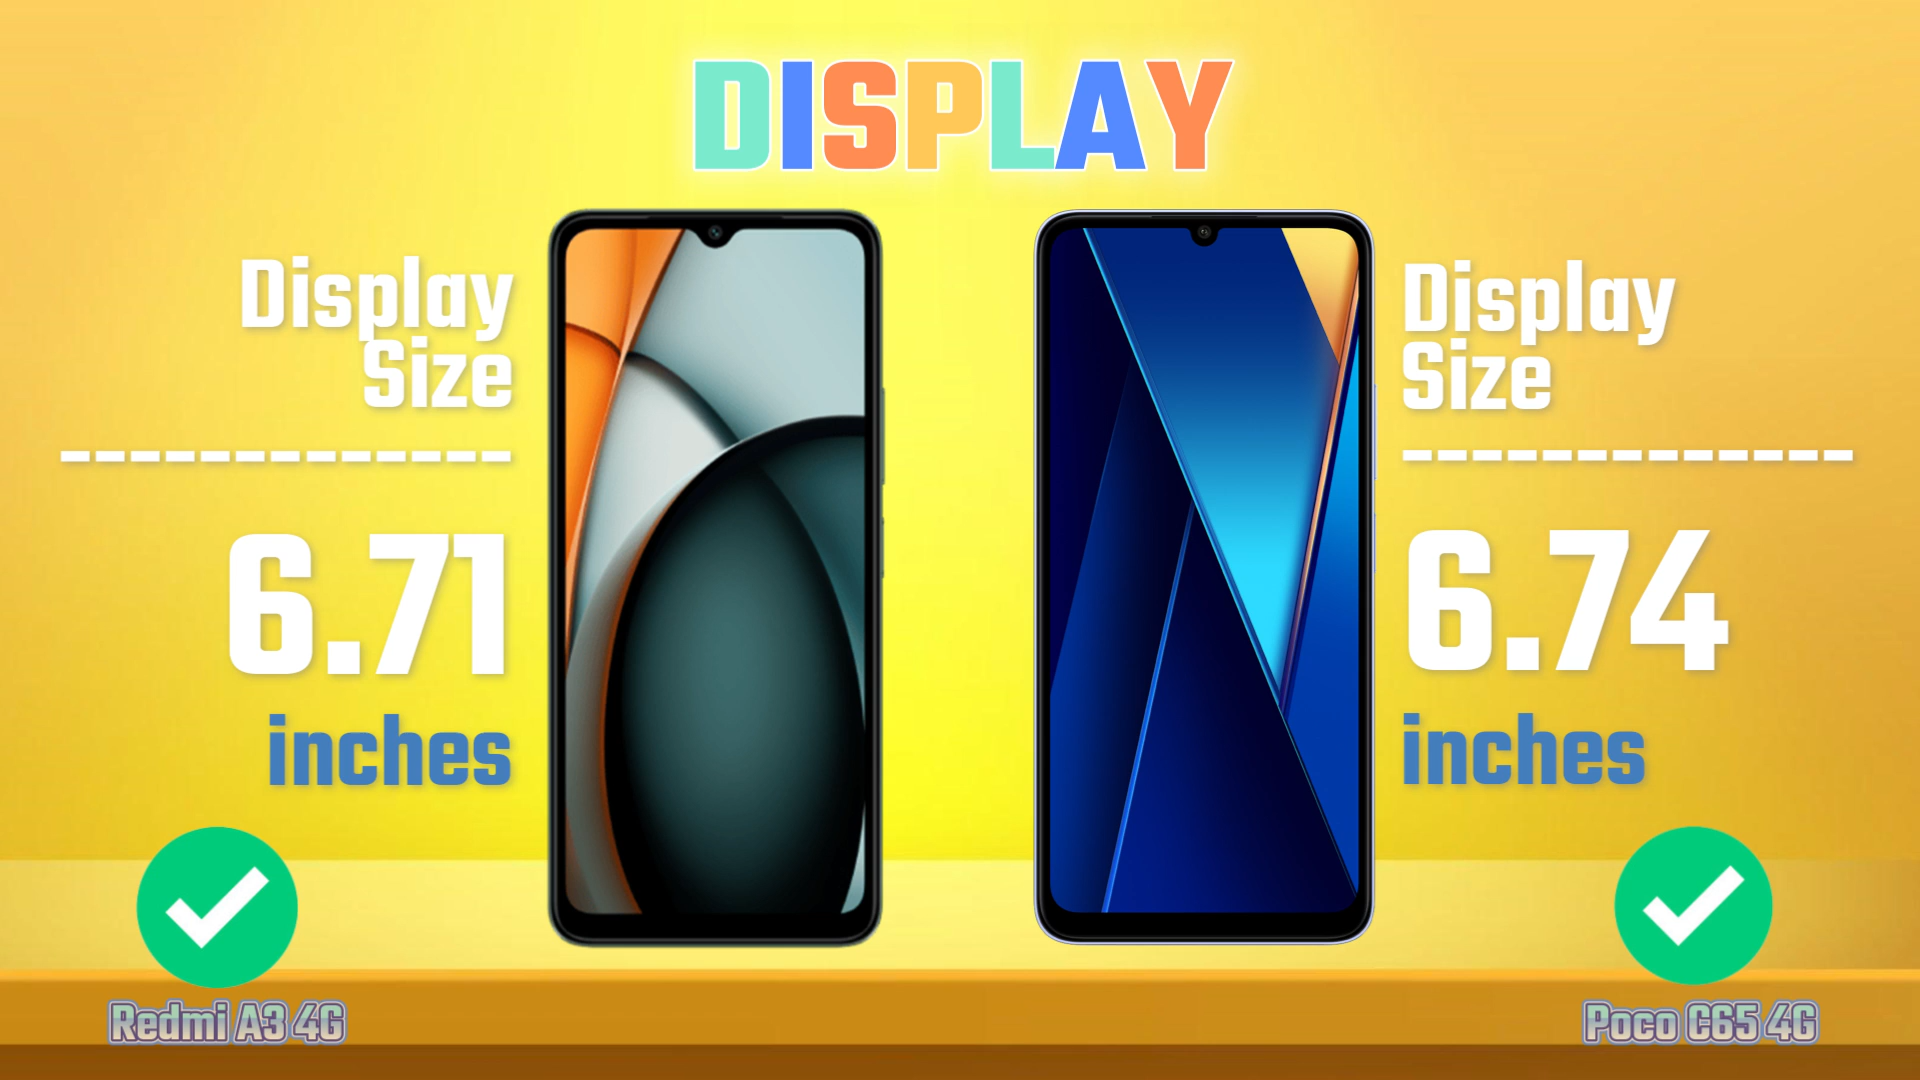 DISPLAY
Display
Size
-------------
6.71
inches
Redmi A3 4G
Display
Size
-------------
6.74
inches
Poco C65 4G